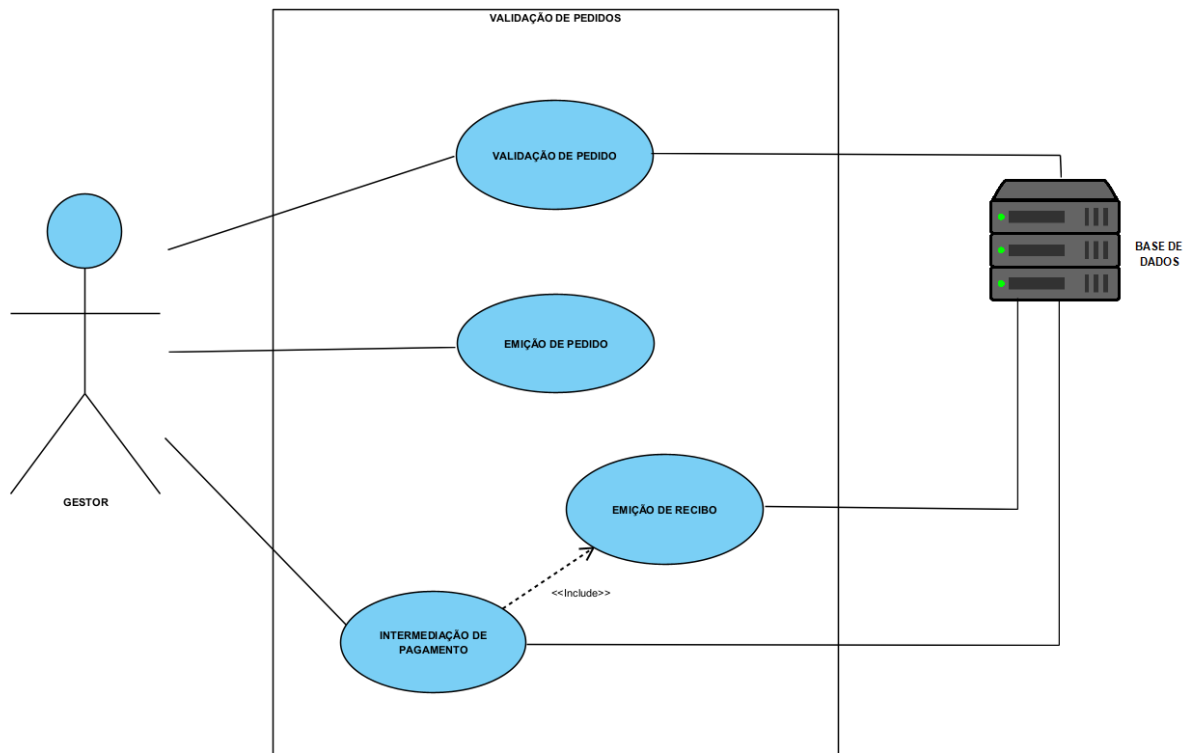 VALIDAÇÃO DE PEDIDOS
VALIDAÇÃO DE PEDIDO
BASE DE
DADOS
EMIÇÃO DE PEDIDO
GESTOR
EMIÇÃO DE RECIBO
<<Include>>
INTERMEDIAÇÃO DE
PAGAMENTO